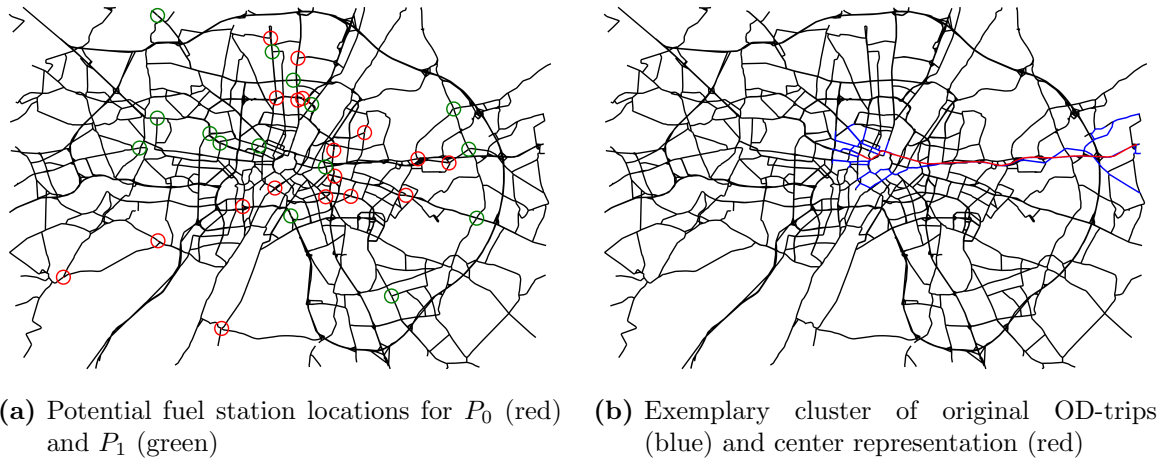 (a) Potential fuel station locations for P₀ (red)
and P₁ (green)
(b) Exemplary cluster of original OD-trips
(blue) and center representation (red)